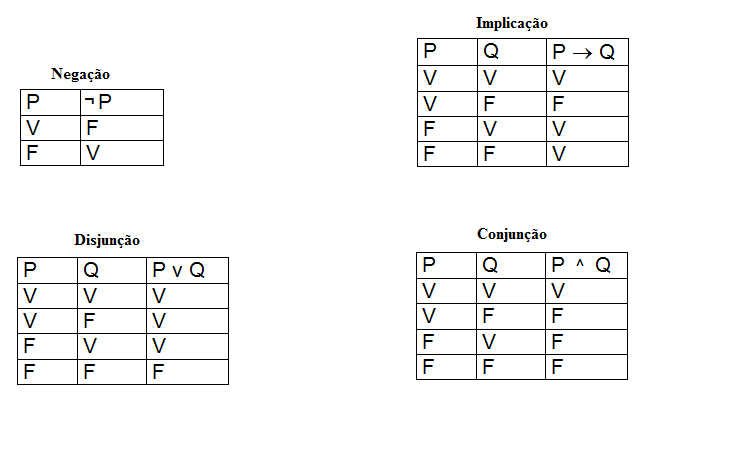 Negação
P ¬ P
V F
F V
Implicação
P Q P → Q
V V V
V F F
F V V
F F V
Disjunção
P Q P v Q
V V V
V F V
F V V
F F F
Conjunção
P Q P ^ Q
V V V
V F F
F V F
F F F